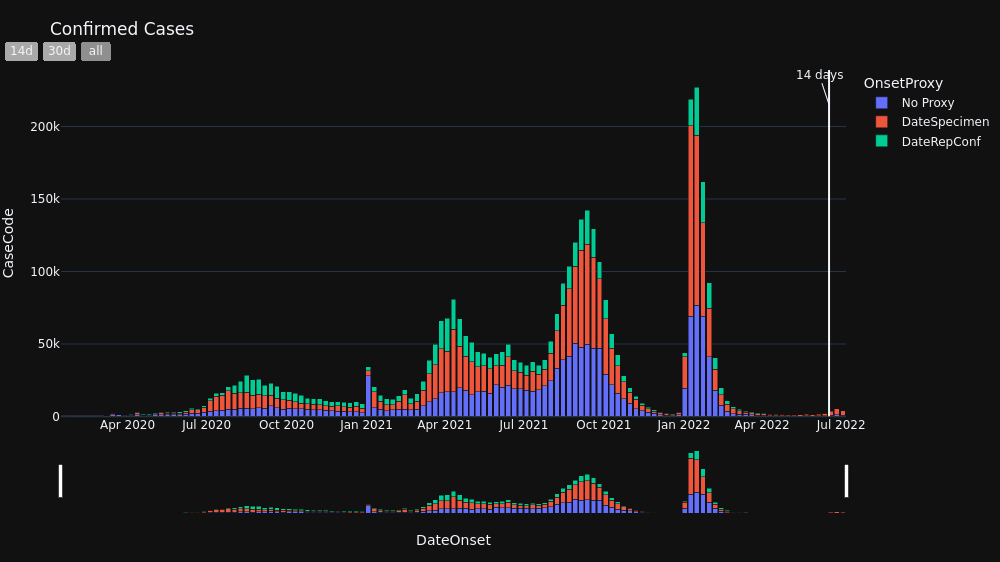 Confirmed Cases
14d 30d all
14 days
OnsetProxy
No Proxy
DateSpecimen
DateRepConf
CaseCode
200k
150k
100k
50k
0
Apr 2020 Jul 2020 Oct 2020 Jan 2021 Apr 2021 Jul 2021 Oct 2021 Jan 2022 Apr 2022 Jul 2022
DateOnset